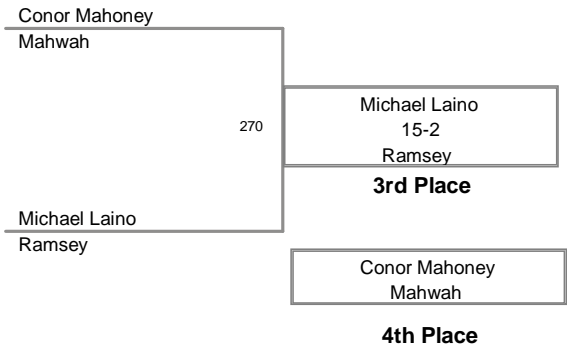 Conor Mahoney
Mahwah
270
Michael Laino
15-2
Ramsey
3rd Place
Michael Laino
Ramsey
Conor Mahoney
Mahwah
4th Place